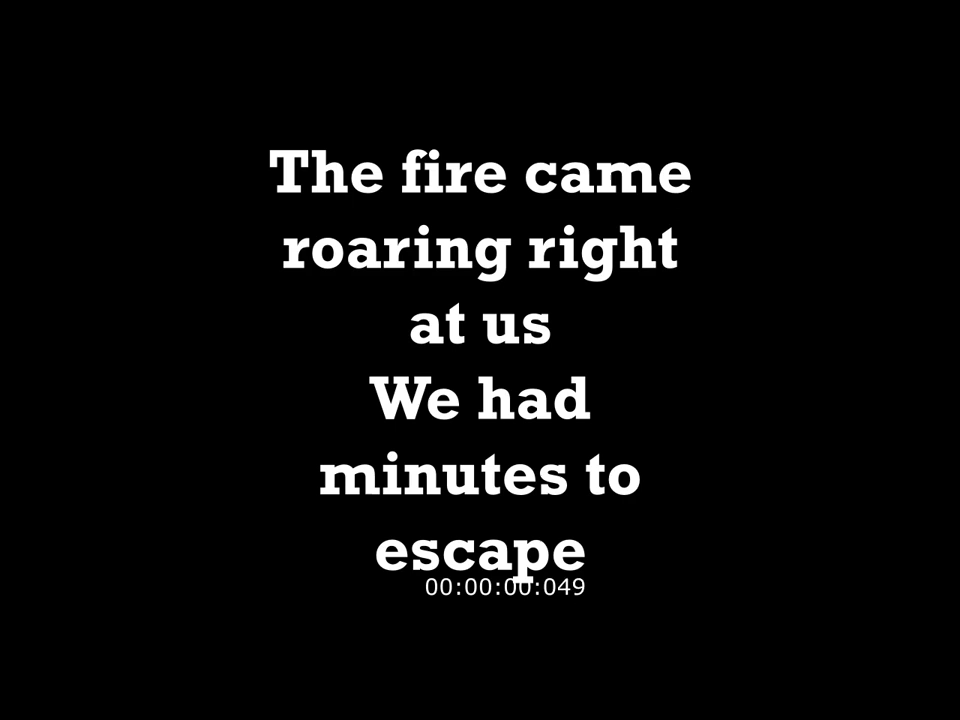 The fire came
roaring right
at us
We had
minutes to
escape
00:00:00:049